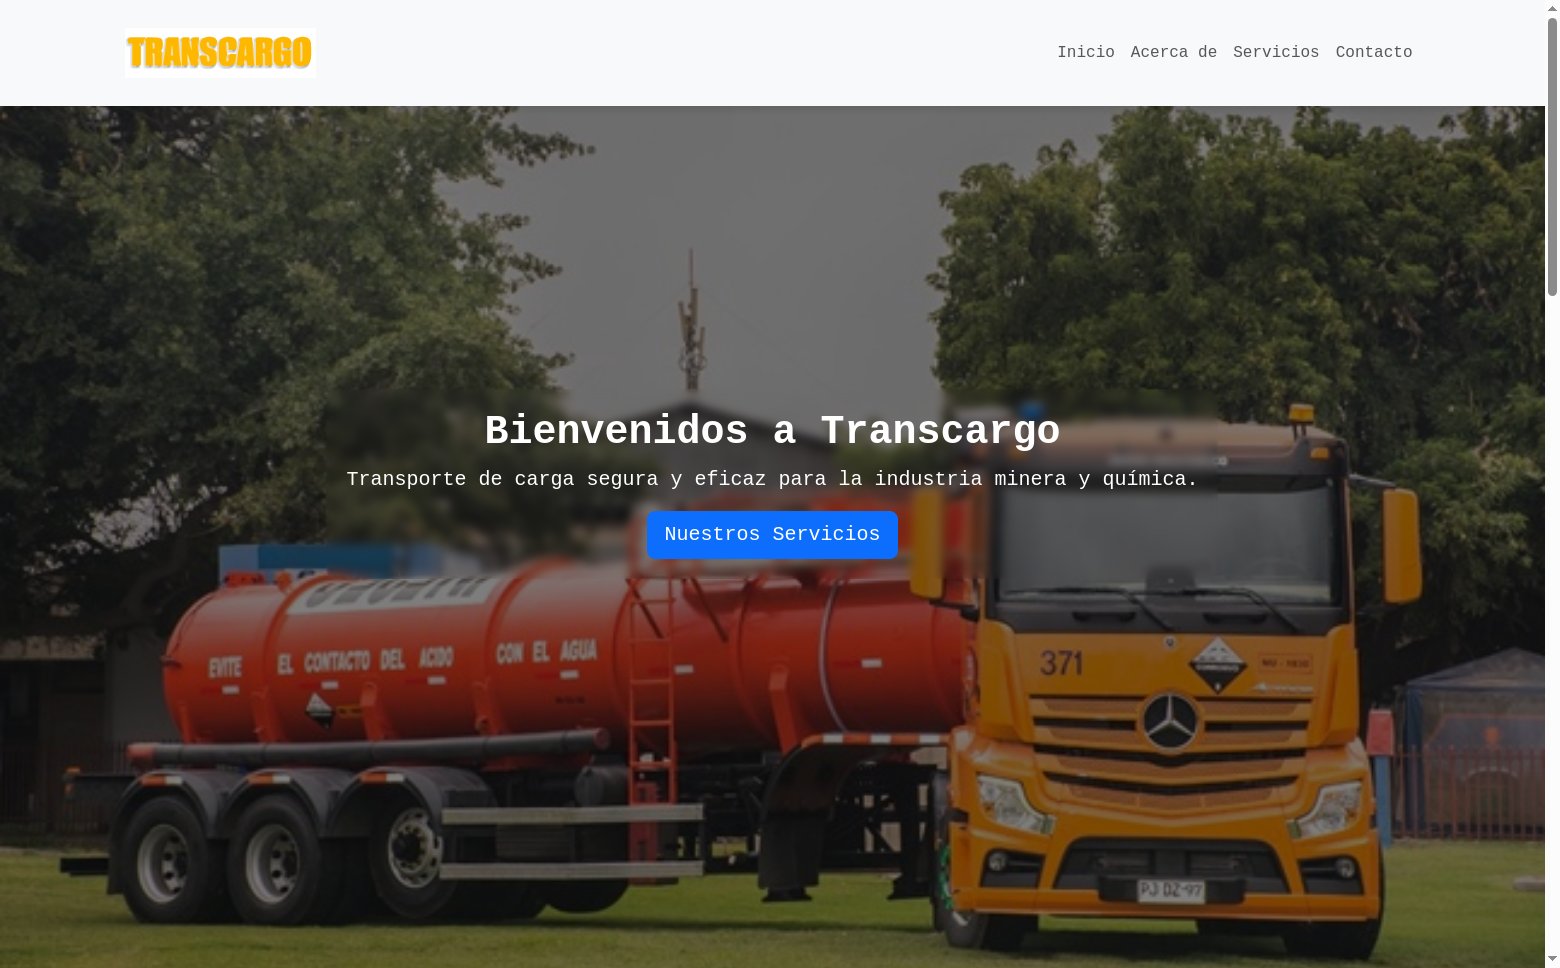 TRANSCARGO
Inicio Acerca de Servicios Contacto
Bienvenidos a Transcargo
Transporte de carga segura y eficaz para la industria minera y química.
Nuestros Servicios
EVITE EL CONTACTO DEL ACIDO CON EL AGUA
371
PJ DZ-97